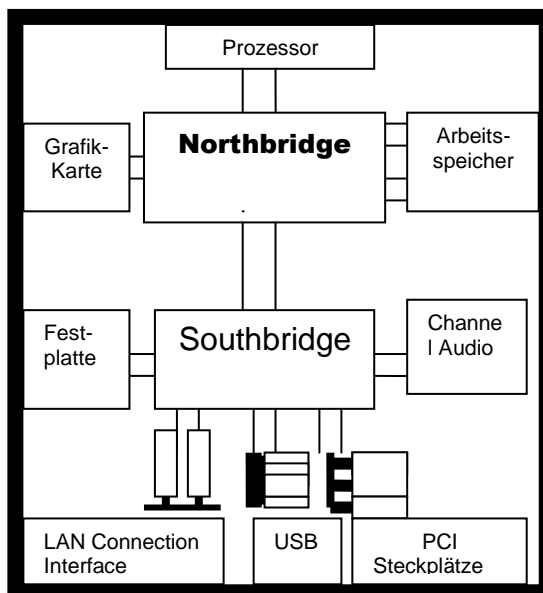 Prozessor
Grafik-
Karte
Northbridge
Arbeits-
speicher
Fest-
platte
Southbridge
Channe
l Audio
LAN Connection
Interface
USB
PCI
Steckplätze